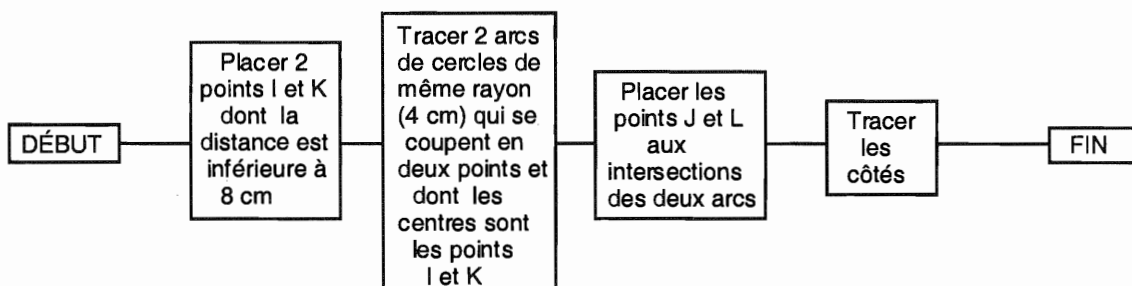 DÉBUT
Placer 2
points I et K
dont la
distance est
inférieure à
8 cm
Tracer 2 arcs
de cercles de
même rayon
(4 cm) qui se
coupent en
deux points et
dont les
centres sont
les points
I et K
Placer les
points J et L
aux
intersections
des deux arcs
Tracer
les
côtés
FIN